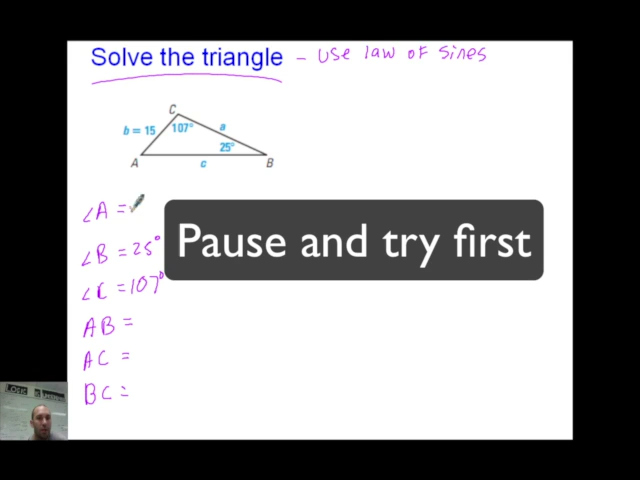 Solve the triangle - Use law of sines
C
b = 15 107° a
25°
A c B
∠A =
∠B = 25°
∠C = 107°
AB =
AC =
BC =
Pause and try first